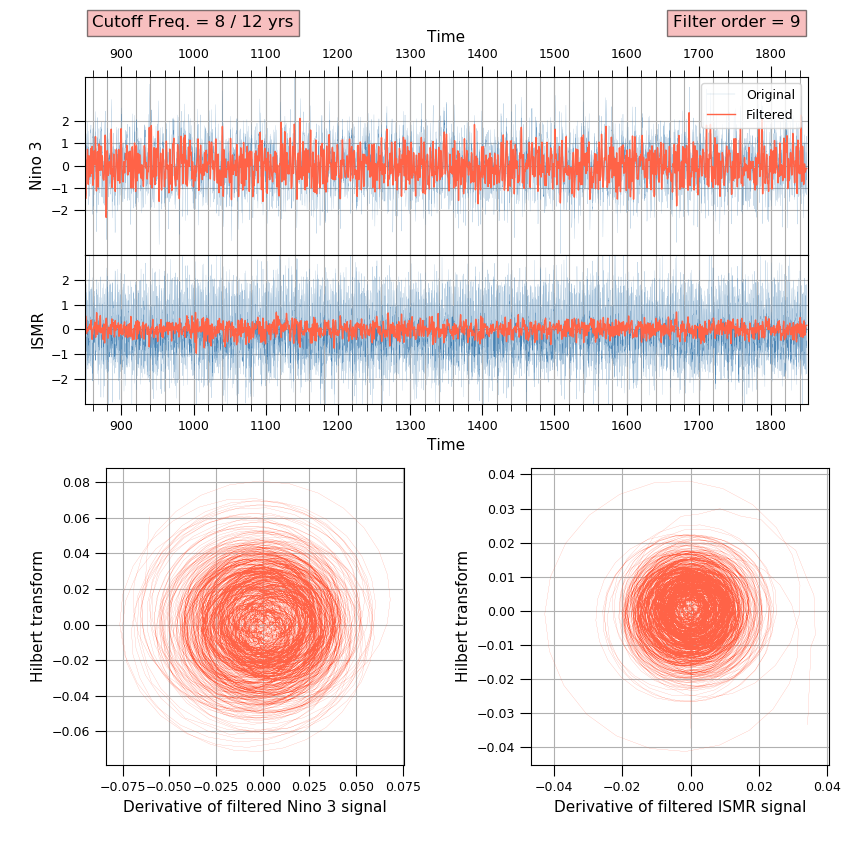 Cutoff Freq. = 8 / 12 yrs
Filter order = 9
Time
900 1000 1100 1200 1300 1400 1500 1600 1700 1800
Original
Filtered
Nino 3
2
1
0
−1
−2
ISMR
2
1
0
−1
−2
900 1000 1100 1200 1300 1400 1500 1600 1700 1800
Time
Hilbert transform
0.08
0.06
0.04
0.02
0.00
−0.02
−0.04
−0.06
−0.075 −0.050 −0.025 0.000 0.025 0.050 0.075
Derivative of filtered Nino 3 signal
Hilbert transform
0.04
0.03
0.02
0.01
0.00
−0.01
−0.02
−0.03
−0.04
−0.04 −0.02 0.00 0.02 0.04
Derivative of filtered ISMR signal